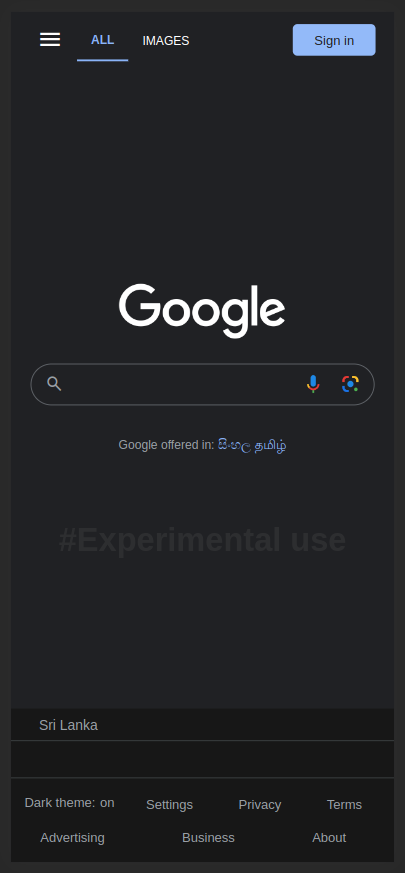 ALL IMAGES Sign in
Google
Google offered in: සිංහල தமிழ்
#Experimental use
Sri Lanka
Dark theme: on Settings Privacy Terms
Advertising Business About